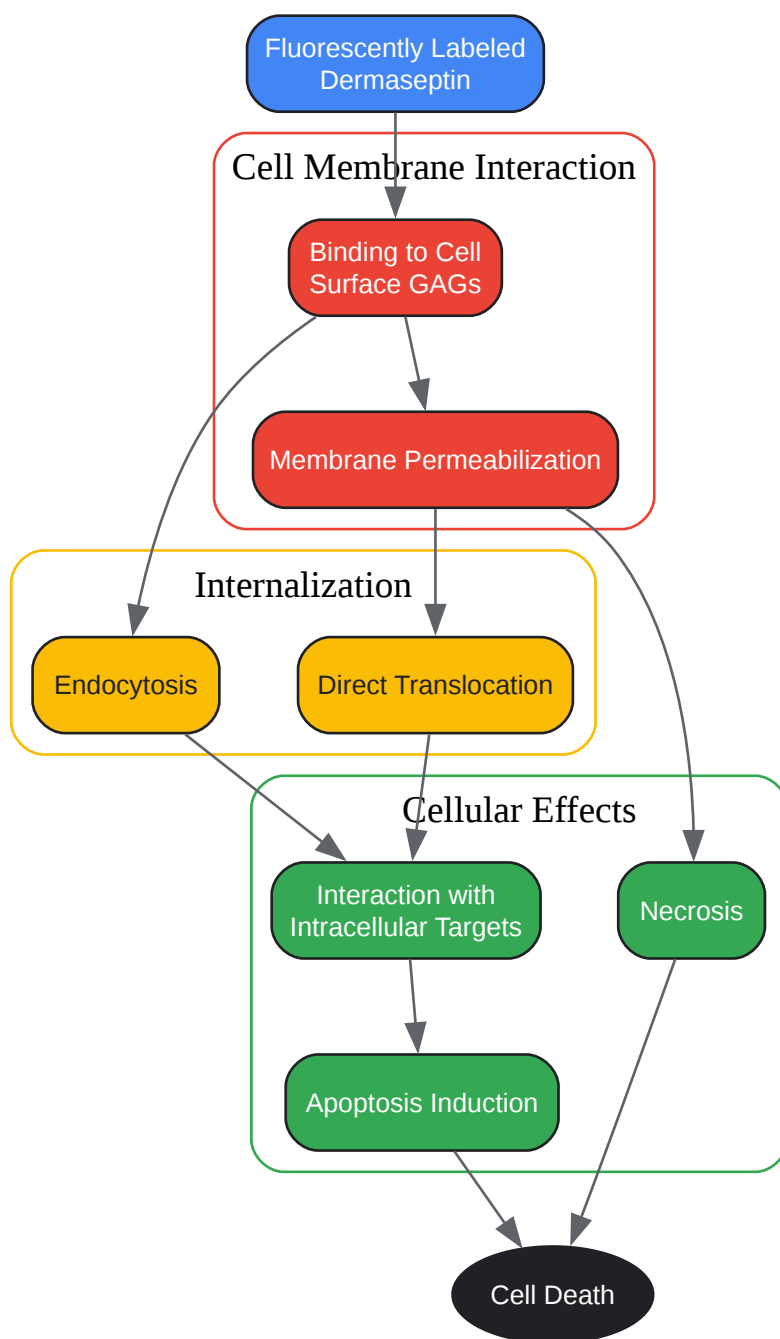 Fluorescently Labeled
Dermaseptin
Cell Membrane Interaction
Binding to Cell
Surface GAGs
Membrane Permeabilization
Internalization
Endocytosis
Direct Translocation
Cellular Effects
Interaction with
Intracellular Targets
Necrosis
Apoptosis Induction
Cell Death